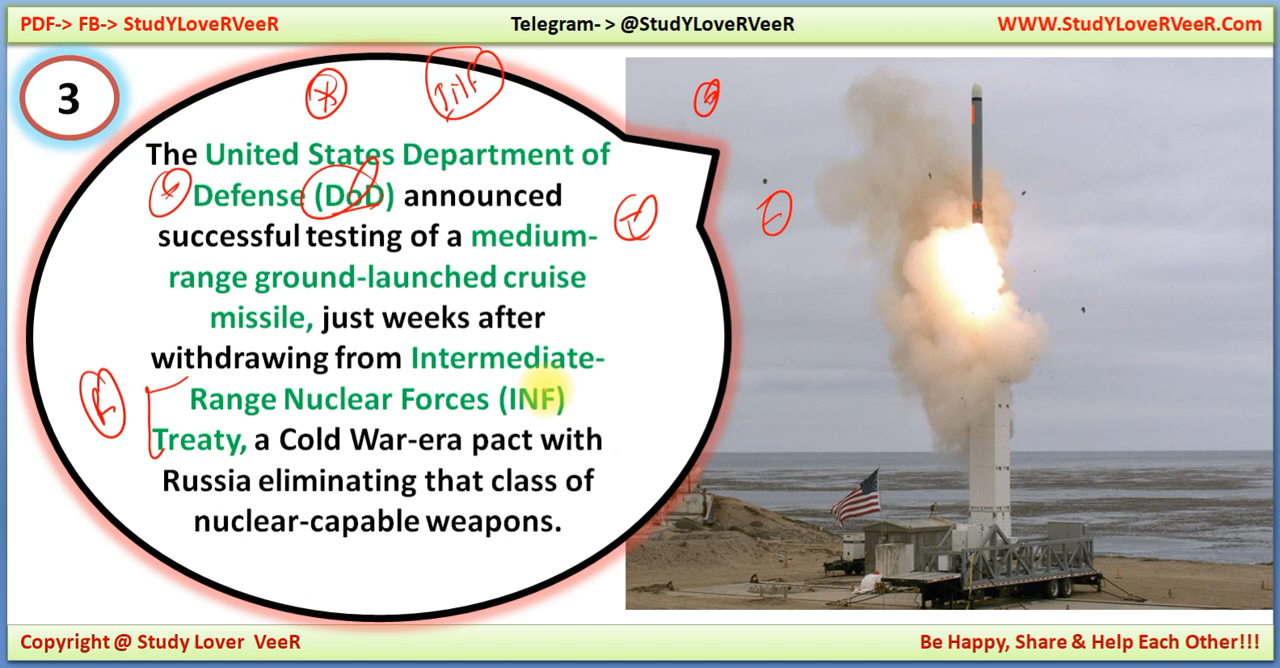 PDF-> FB-> StudYLoveRVeeR
Telegram- > @StudYLoveRVeeR
WWW.StudYLoveRVeeR.Com
3
The United States Department of
Defense (DoD) announced
successful testing of a medium-
range ground-launched cruise
missile, just weeks after
withdrawing from Intermediate-
Range Nuclear Forces (INF)
Treaty, a Cold War-era pact with
Russia eliminating that class of
nuclear-capable weapons.
Copyright @ Study Lover VeeR
Be Happy, Share & Help Each Other!!!